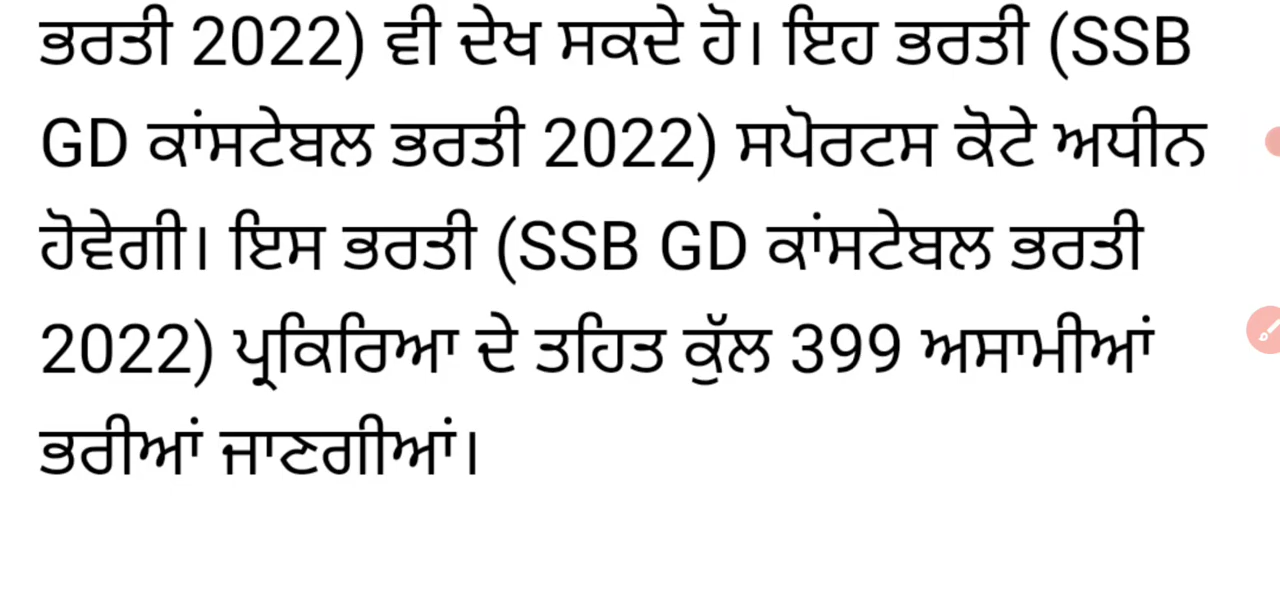 ਭਰਤੀ 2022) ਵੀ ਦੇਖ ਸਕਦੇ ਹੋ। ਇਹ ਭਰਤੀ (SSB
GD ਕਾਂਸਟੇਬਲ ਭਰਤੀ 2022) ਸਪੋਰਟਸ ਕੋਟੇ ਅਧੀਨ
ਹੋਵੇਗੀ। ਇਸ ਭਰਤੀ (SSB GD ਕਾਂਸਟੇਬਲ ਭਰਤੀ
2022) ਪ੍ਰਕਿਰਿਆ ਦੇ ਤਹਿਤ ਕੁੱਲ 399 ਅਸਾਮੀਆਂ
ਭਰੀਆਂ ਜਾਣਗੀਆਂ।